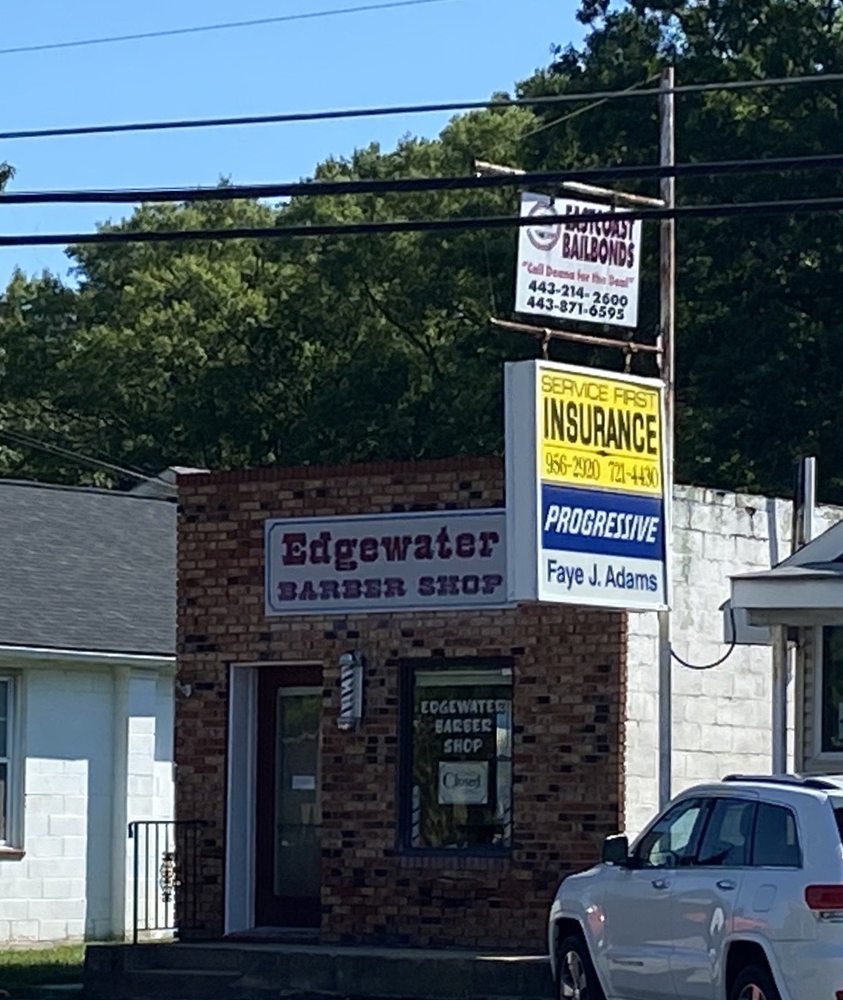 EASTCOAST
BAILBONDS
"Call Deana for the Bail"
443-214-2600
443-871-6595
SERVICE FIRST
INSURANCE
956-2920 721-4430
PROGRESSIVE
Faye J. Adams
Edgewater
BARBER SHOP
EDGEWATER
BARBER
SHOP
Closed